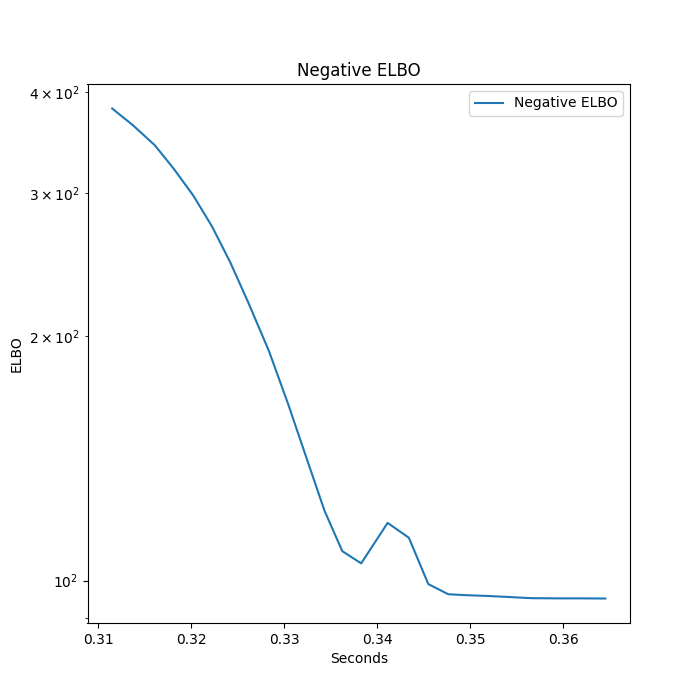 Negative ELBO
Negative ELBO
4 × 10²
3 × 10²
2 × 10²
10²
ELBO
0.31 0.32 0.33 0.34 0.35 0.36
Seconds